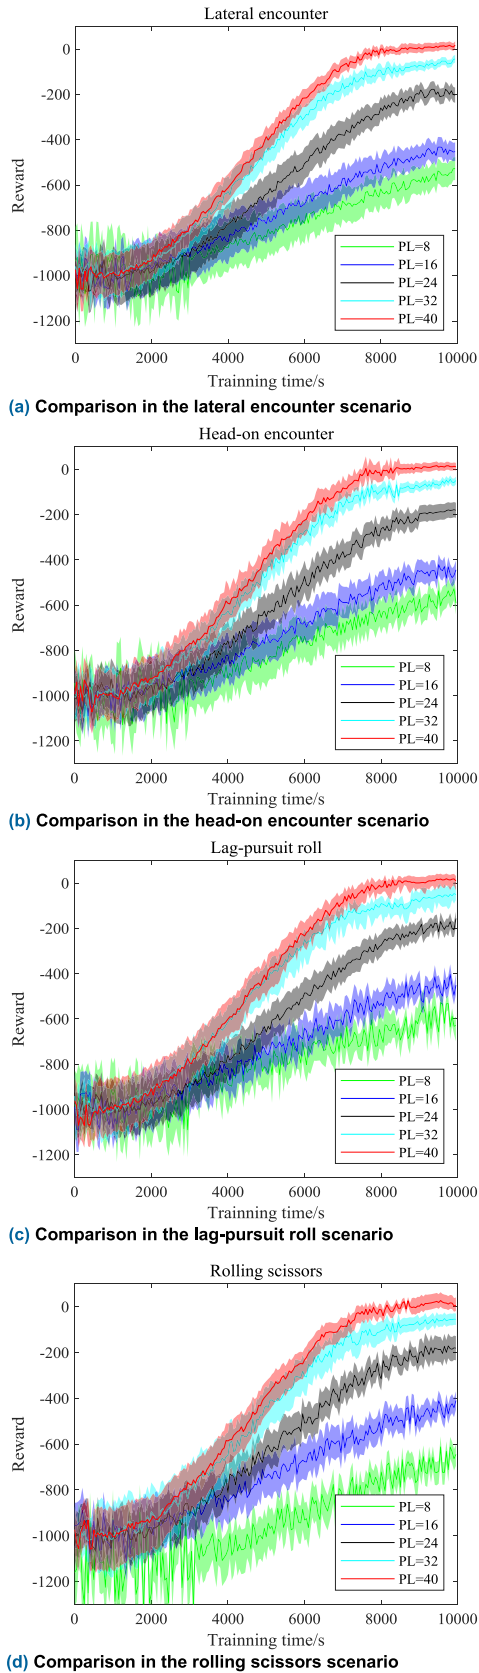 Lateral encounter
0
-200
-400
-600
-800
-1000
-1200
Reward
PL=8
PL=16
PL=24
PL=32
PL=40
0 2000 4000 6000 8000 10000
Trainning time/s
(a) Comparison in the lateral encounter scenario
Head-on encounter
0
-200
-400
-600
-800
-1000
-1200
Reward
PL=8
PL=16
PL=24
PL=32
PL=40
0 2000 4000 6000 8000 10000
Trainning time/s
(b) Comparison in the head-on encounter scenario
Lag-pursuit roll
0
-200
-400
-600
-800
-1000
-1200
Reward
PL=8
PL=16
PL=24
PL=32
PL=40
0 2000 4000 6000 8000 10000
Trainning time/s
(c) Comparison in the lag-pursuit roll scenario
Rolling scissors
0
-200
-400
-600
-800
-1000
-1200
Reward
PL=8
PL=16
PL=24
PL=32
PL=40
0 2000 4000 6000 8000 10000
Trainning time/s
(d) Comparison in the rolling scissors scenario